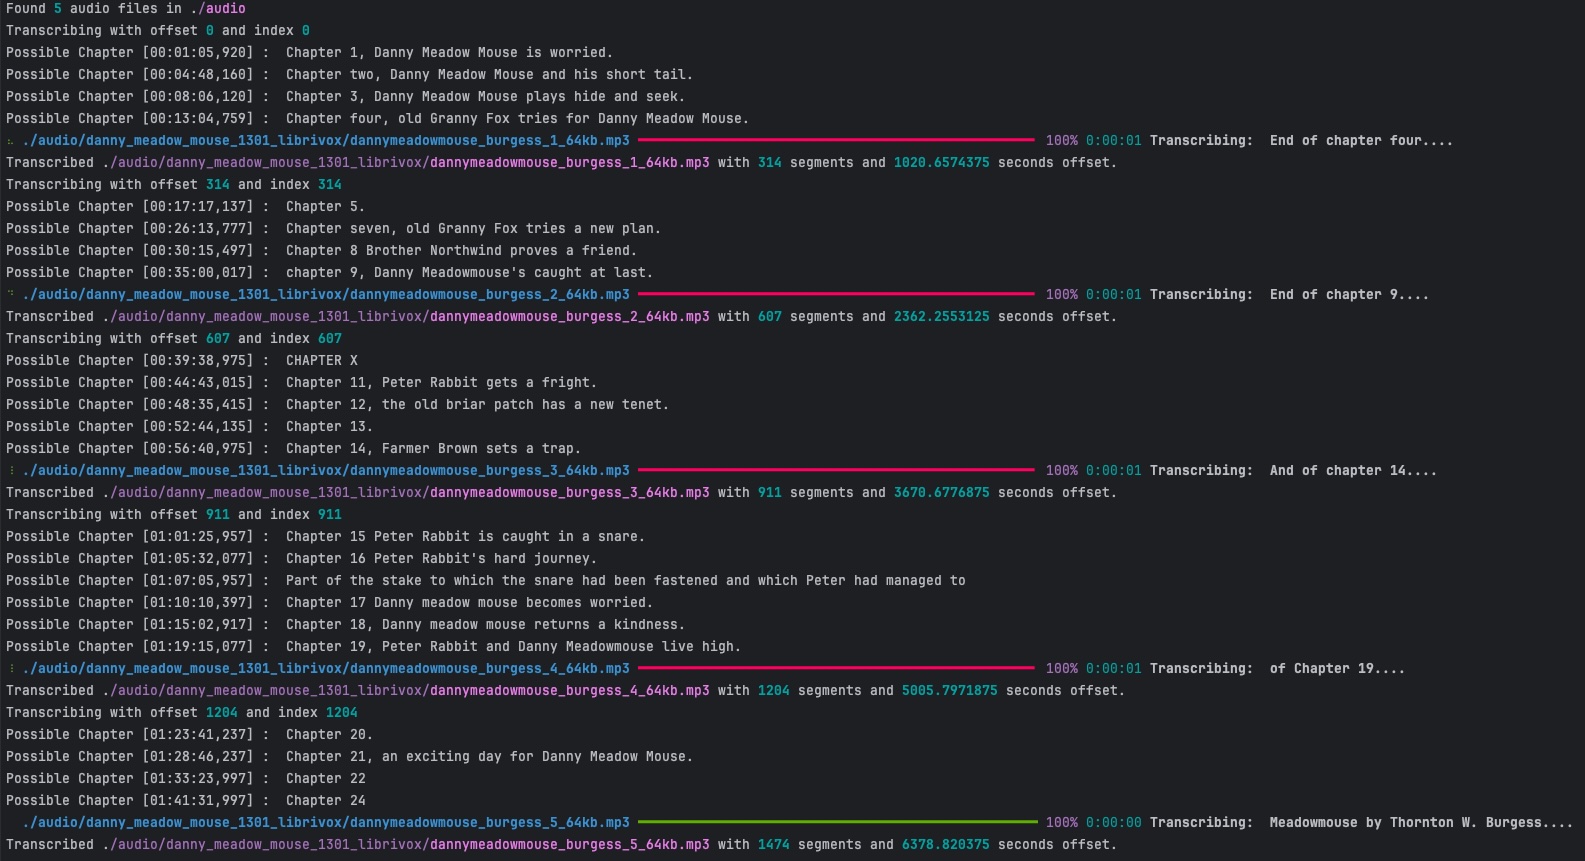 Found 5 audio files in ./audio
Transcribing with offset 0 and index 0
Possible Chapter [00:01:05,920] :  Chapter 1, Danny Meadow Mouse is worried.
Possible Chapter [00:04:48,160] :  Chapter two, Danny Meadow Mouse and his short tail.
Possible Chapter [00:08:06,120] :  Chapter 3, Danny Meadow Mouse plays hide and seek.
Possible Chapter [00:13:04,759] :  Chapter four, old Granny Fox tries for Danny Meadow Mouse.
./audio/danny_meadow_mouse_1301_librivox/dannymeadowmouse_burgess_1_64kb.mp3 100% 0:00:01 Transcribing:  End of chapter four....
Transcribed ./audio/danny_meadow_mouse_1301_librivox/dannymeadowmouse_burgess_1_64kb.mp3 with 314 segments and 1020.6574375 seconds offset.
Transcribing with offset 314 and index 314
Possible Chapter [00:17:17,137] :  Chapter 5.
Possible Chapter [00:26:13,777] :  Chapter seven, old Granny Fox tries a new plan.
Possible Chapter [00:30:15,497] :  Chapter 8 Brother Northwind proves a friend.
Possible Chapter [00:35:00,017] :  chapter 9, Danny Meadowmouse's caught at last.
./audio/danny_meadow_mouse_1301_librivox/dannymeadowmouse_burgess_2_64kb.mp3 100% 0:00:01 Transcribing:  End of chapter 9....
Transcribed ./audio/danny_meadow_mouse_1301_librivox/dannymeadowmouse_burgess_2_64kb.mp3 with 607 segments and 2362.2553125 seconds offset.
Transcribing with offset 607 and index 607
Possible Chapter [00:39:38,975] :  CHAPTER X
Possible Chapter [00:44:43,015] :  Chapter 11, Peter Rabbit gets a fright.
Possible Chapter [00:48:35,415] :  Chapter 12, the old briar patch has a new tenet.
Possible Chapter [00:52:44,135] :  Chapter 13.
Possible Chapter [00:56:40,975] :  Chapter 14, Farmer Brown sets a trap.
./audio/danny_meadow_mouse_1301_librivox/dannymeadowmouse_burgess_3_64kb.mp3 100% 0:00:01 Transcribing:  And of chapter 14....
Transcribed ./audio/danny_meadow_mouse_1301_librivox/dannymeadowmouse_burgess_3_64kb.mp3 with 911 segments and 3670.6776875 seconds offset.
Transcribing with offset 911 and index 911
Possible Chapter [01:01:25,957] :  Chapter 15 Peter Rabbit is caught in a snare.
Possible Chapter [01:05:32,077] :  Chapter 16 Peter Rabbit's hard journey.
Possible Chapter [01:07:05,957] :  Part of the stake to which the snare had been fastened and which Peter had managed to
Possible Chapter [01:10:10,397] :  Chapter 17 Danny meadow mouse becomes worried.
Possible Chapter [01:15:02,917] :  Chapter 18, Danny meadow mouse returns a kindness.
Possible Chapter [01:19:15,077] :  Chapter 19, Peter Rabbit and Danny Meadowmouse live high.
./audio/danny_meadow_mouse_1301_librivox/dannymeadowmouse_burgess_4_64kb.mp3 100% 0:00:01 Transcribing:  of Chapter 19....
Transcribed ./audio/danny_meadow_mouse_1301_librivox/dannymeadowmouse_burgess_4_64kb.mp3 with 1204 segments and 5005.7971875 seconds offset.
Transcribing with offset 1204 and index 1204
Possible Chapter [01:23:41,237] :  Chapter 20.
Possible Chapter [01:28:46,237] :  Chapter 21, an exciting day for Danny Meadow Mouse.
Possible Chapter [01:33:23,997] :  Chapter 22
Possible Chapter [01:41:31,997] :  Chapter 24
./audio/danny_meadow_mouse_1301_librivox/dannymeadowmouse_burgess_5_64kb.mp3 100% 0:00:00 Transcribing:  Meadowmouse by Thornton W. Burgess....
Transcribed ./audio/danny_meadow_mouse_1301_librivox/dannymeadowmouse_burgess_5_64kb.mp3 with 1474 segments and 6378.820375 seconds offset.